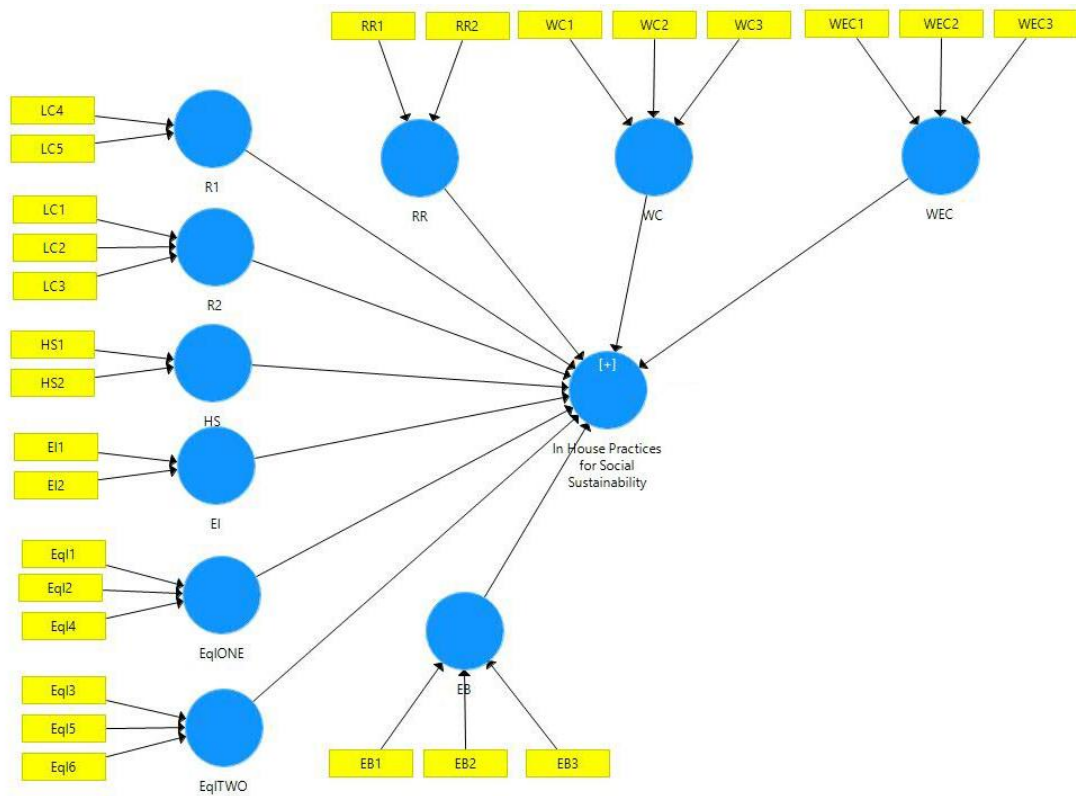 RR1
RR2
WC1
WC2
WC3
WEC1
WEC2
WEC3
LC4
LC5
R1
RR
WC
WEC
LC1
LC2
LC3
R2
HS1
HS2
HS
[+]
In House Practices
for Social
Sustainability
EI1
EI2
EI
EqI1
EqI2
EqI4
EqIONE
EqI3
EqI5
EqI6
EqITWO
EB
EB1
EB2
EB3